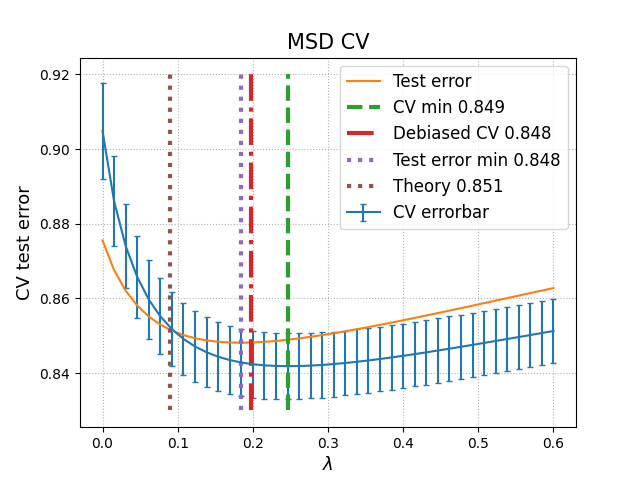 MSD CV
Test error
CV min 0.849
Debiased CV 0.848
Test error min 0.848
Theory 0.851
CV errorbar
CV test error
0.92
0.90
0.88
0.86
0.84
0.0 0.1 0.2 0.3 0.4 0.5 0.6
λ